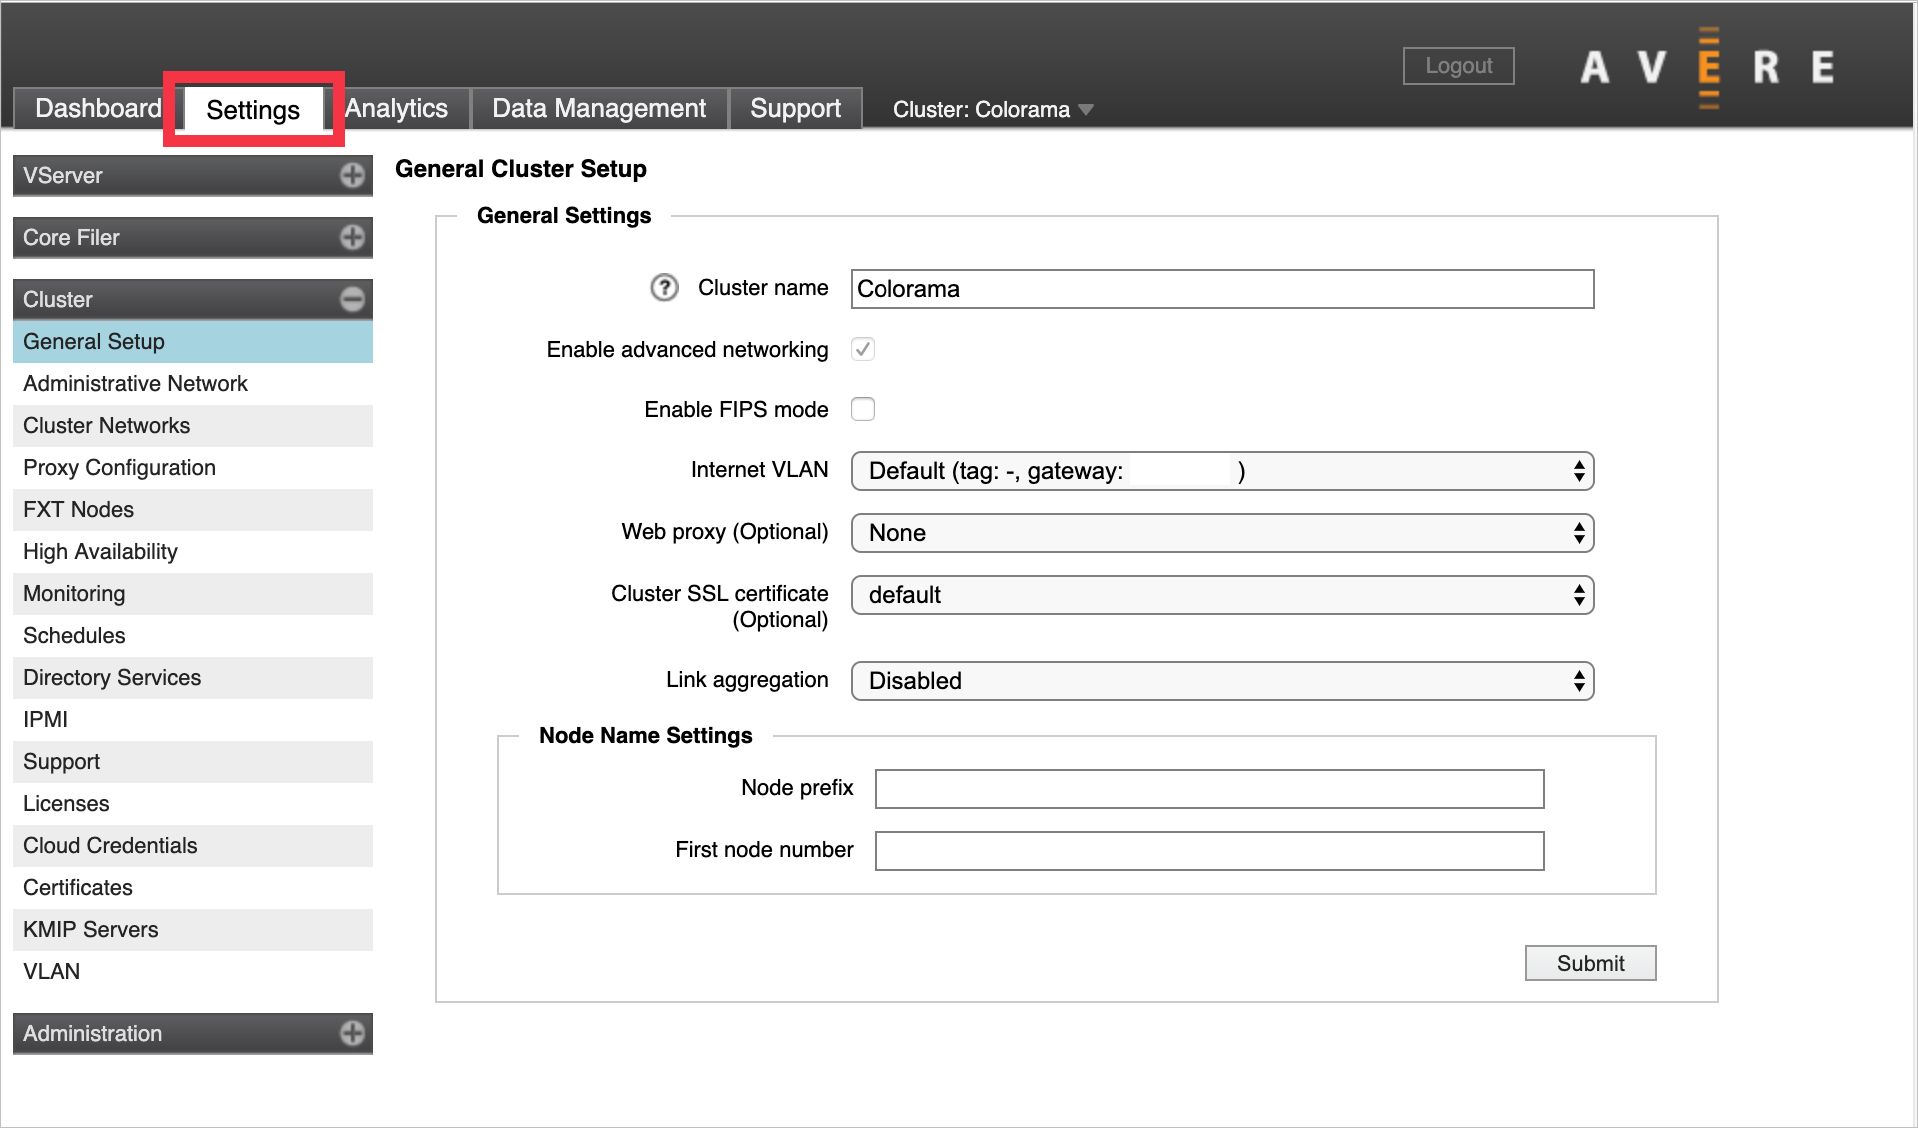 Logout
A V E R E
Dashboard
Settings
Analytics
Data Management
Support
Cluster: Colorama
VServer
Core Filer
Cluster
General Setup
Administrative Network
Cluster Networks
Proxy Configuration
FXT Nodes
High Availability
Monitoring
Schedules
Directory Services
IPMI
Support
Licenses
Cloud Credentials
Certificates
KMIP Servers
VLAN
Administration
General Cluster Setup
General Settings
? Cluster name Colorama
Enable advanced networking
Enable FIPS mode
Internet VLAN Default (tag: -, gateway: )
Web proxy (Optional) None
Cluster SSL certificate default
(Optional)
Link aggregation Disabled
Node Name Settings
Node prefix
First node number
Submit